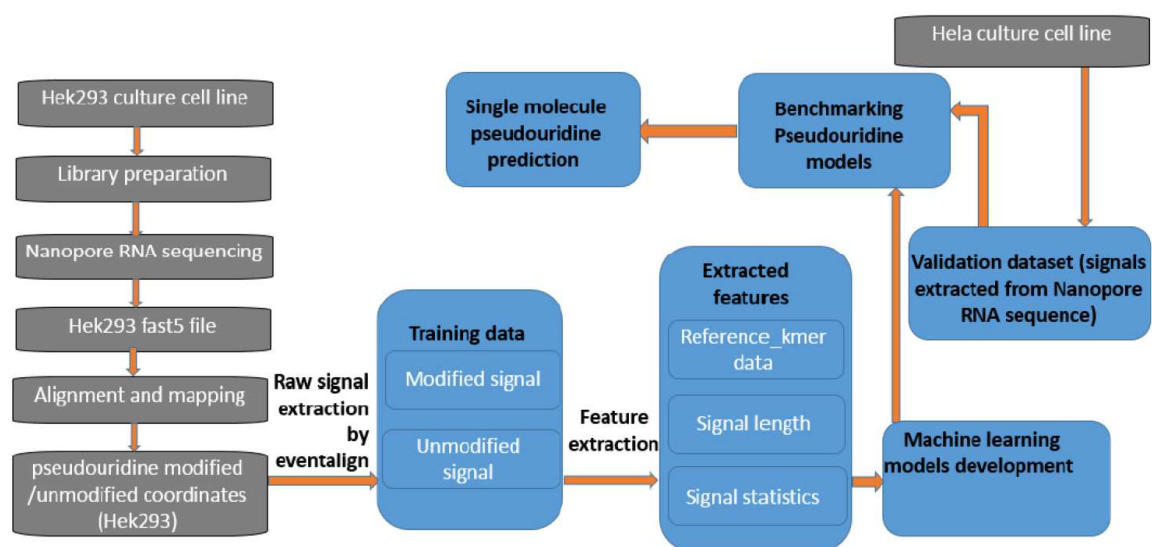 Hek293 culture cell line
Library preparation
Nanopore RNA sequencing
Hek293 fast5 file
Alignment and mapping
pseudouridine modified
/unmodified coordinates
(Hek293)
Raw signal
extraction
by
eventalign
Training data
Modified signal
Unmodified
signal
Feature
extraction
Extracted
features
Reference_kmer
data
Signal length
Signal statistics
Machine learning
models development
Hela culture cell line
Validation dataset (signals
extracted from Nanopore
RNA sequence)
Benchmarking
Pseudouridine
models
Single molecule
pseudouridine
prediction